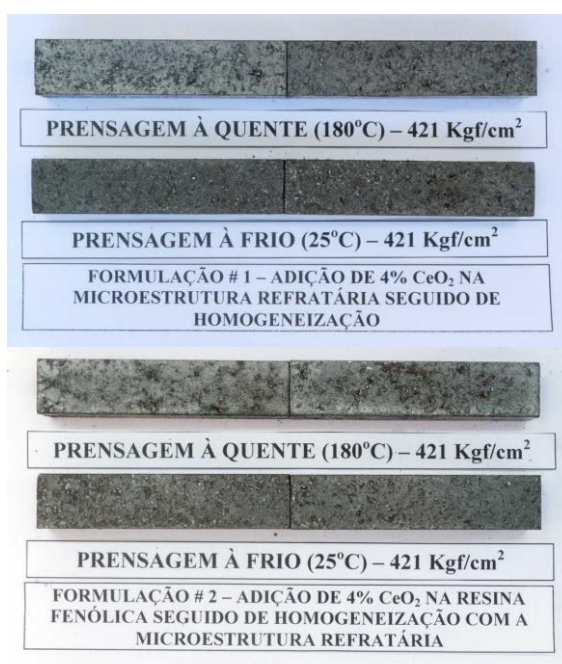 PRENSAGEM À QUENTE (180°C) – 421 Kgf/cm²
PRENSAGEM À FRIO (25°C) – 421 Kgf/cm²
FORMULAÇÃO # 1 – ADIÇÃO DE 4% CeO₂ NA
MICROESTRUTURA REFRATÁRIA SEGUIDO DE
HOMOGENEIZAÇÃO
PRENSAGEM À QUENTE (180°C) – 421 Kgf/cm²
PRENSAGEM À FRIO (25°C) – 421 Kgf/cm²
FORMULAÇÃO # 2 – ADIÇÃO DE 4% CeO₂ NA RESINA
FENÓLICA SEGUIDO DE HOMOGENEIZAÇÃO COM A
MICROESTRUTURA REFRATÁRIA